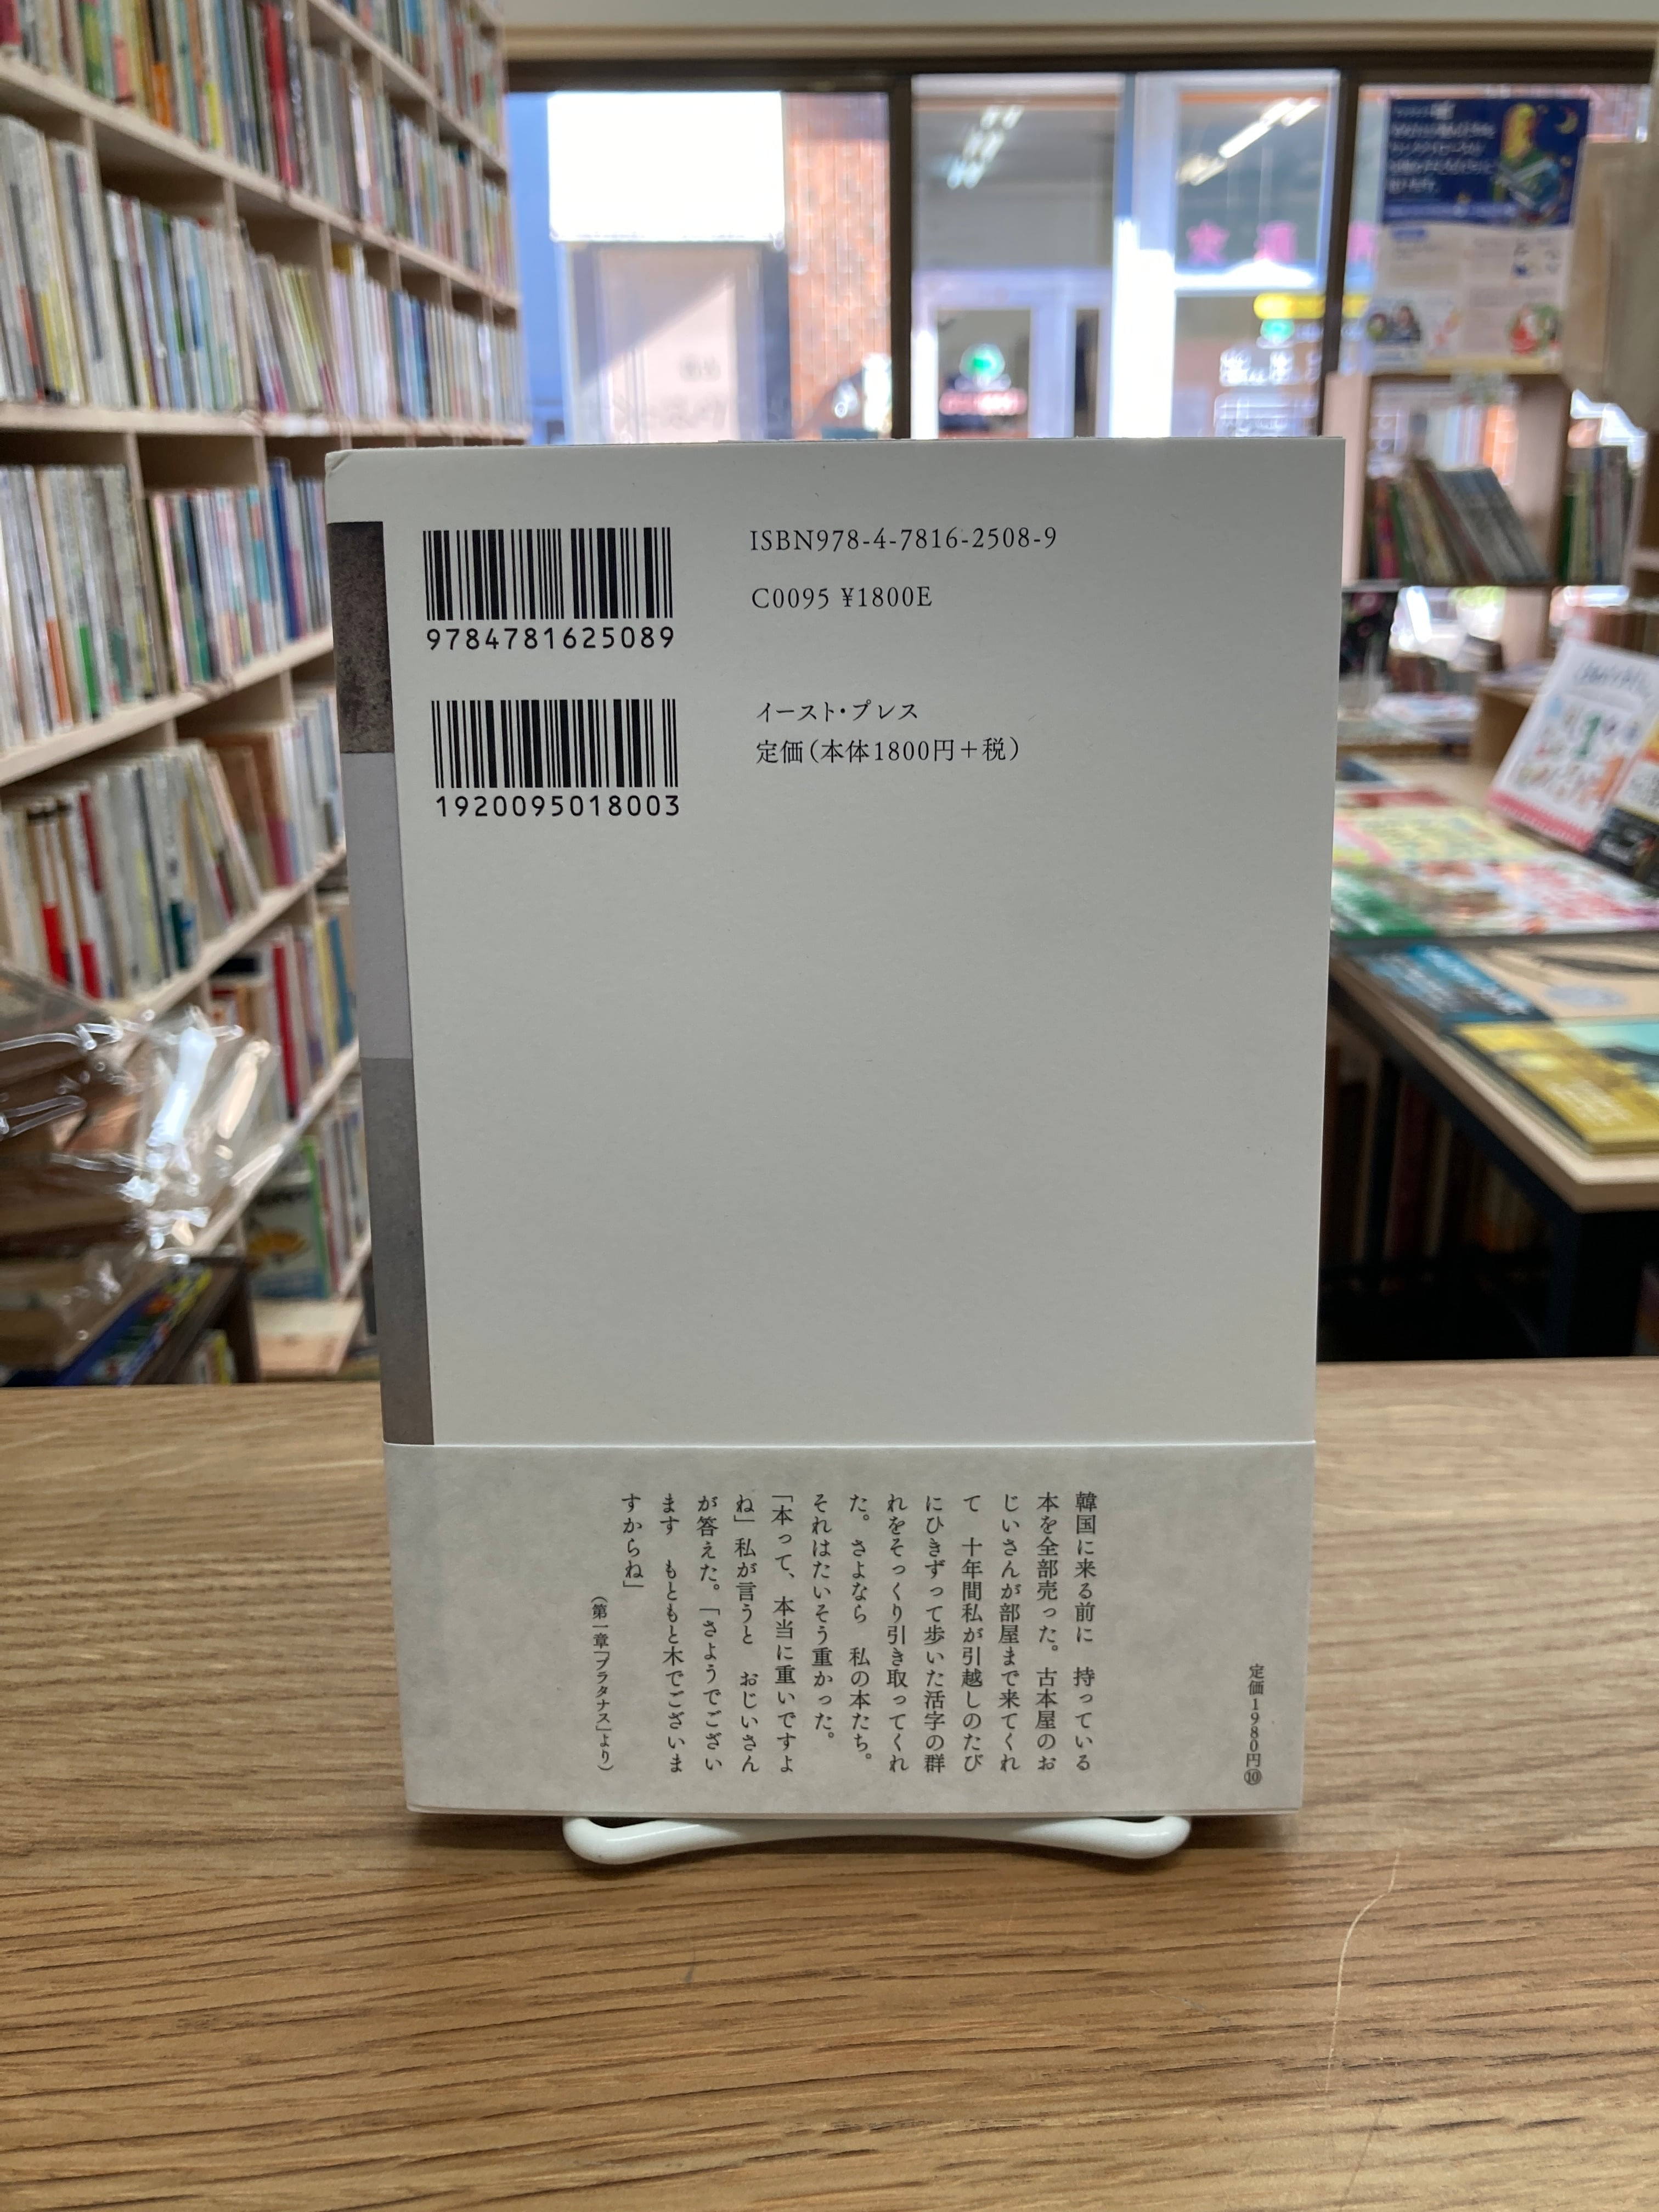 9784781625089
1920095018003
ISBN978-4-7816-2508-9
C0095 ¥1800E
イースト・プレス
定価(本体1800円+税)
定価1980円⑩
韓国に来る前に　持っている
本を全部売った。古本屋のお
じいさんが部屋まで来てくれ
て　十年間私が引越しのたび
にひきずって歩いた活字の群
れをそっくり引き取ってくれ
た。さよなら　私の本たち。
それはたいそう重かった。
「本って、本当に重いですよ
ね」私が言うと　おじいさん
が答えた。「さようでござい
ます　もともと木でございま
すからね」
(第一章「プラタナス」より)